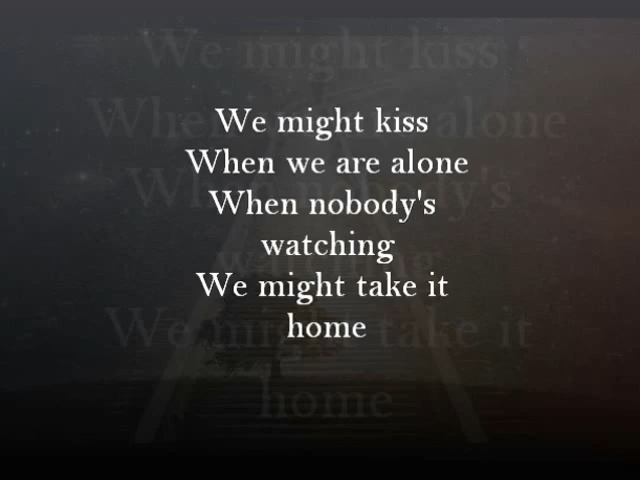 We might kiss
When we are alone
When nobody's
watching
We might take it
home